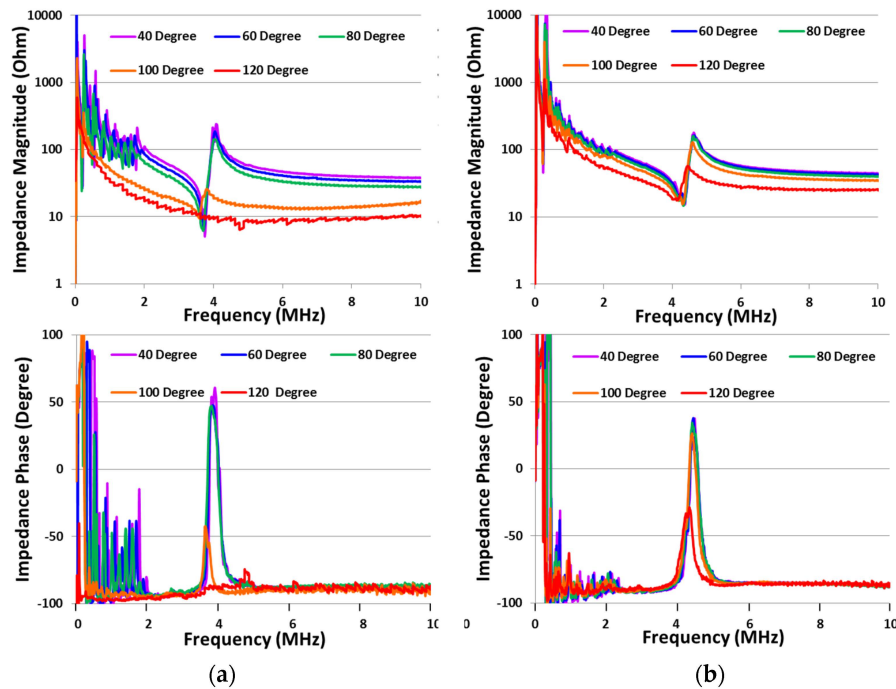 10000
1000
100
10
1
0 2 4 6 8 10
Impedance Magnitude (Ohm)
Frequency (MHz)
40 Degree 60 Degree 80 Degree
100 Degree 120 Degree
10000
1000
100
10
1
0 2 4 6 8 10
Impedance Magnitude (Ohm)
Frequency (MHz)
40 Degree 60 Degree 80 Degree
100 Degree 120 Degree
100
50
0
-50
-100
0 2 4 6 8 10
Impedance Phase (Degree)
Frequency (MHz)
40 Degree 60 Degree 80 Degree
100 Degree 120 Degree
100
50
0
-50
-100
0 0 2 4 6 8 10
Impedance Phase (Degree)
Frequency (MHz)
40 Degree 60 Degree 80 Degree
100 Degree 120 Degree
(a) (b)